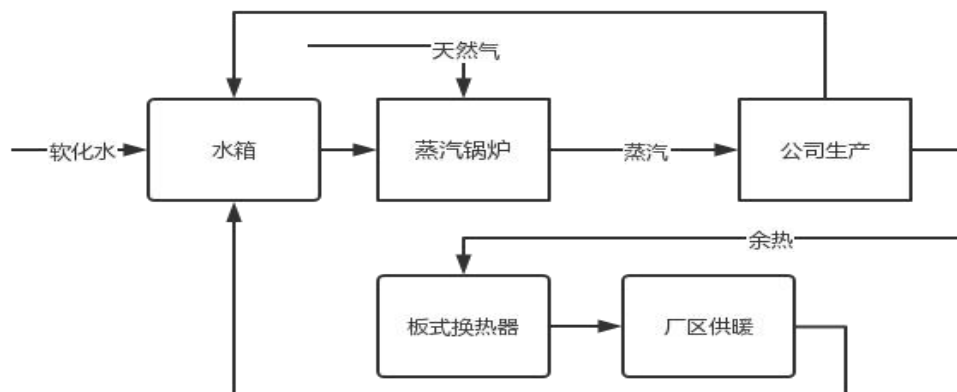 天然气
软化水
水箱
蒸汽锅炉
蒸汽
公司生产
余热
板式换热器
厂区供暖